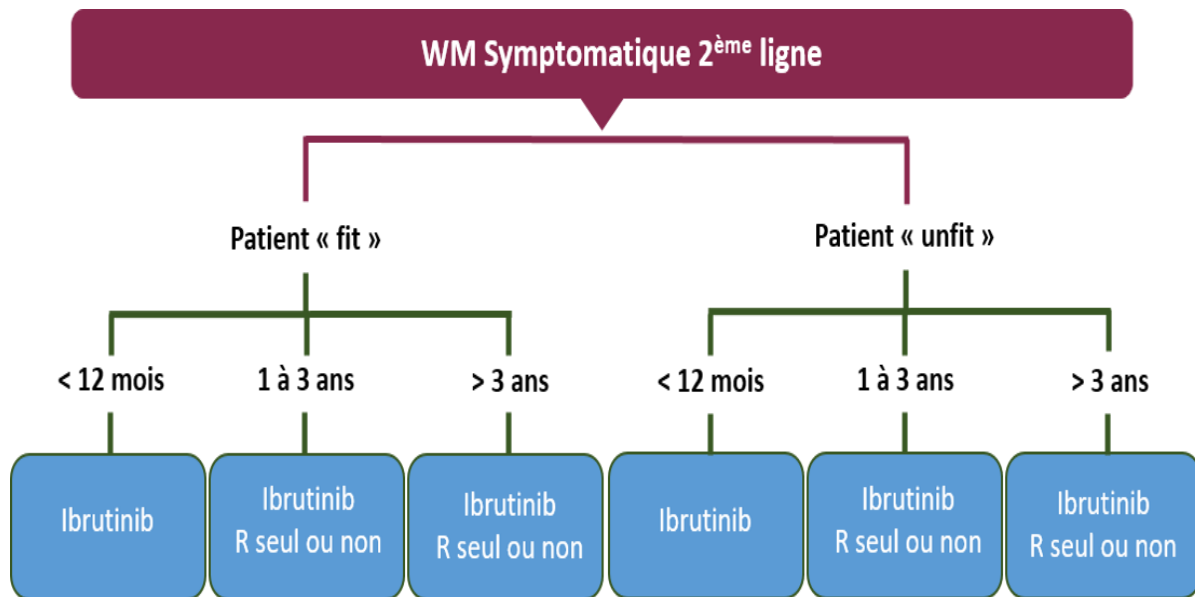 WM Symptomatique 2ème ligne
Patient « fit »
Patient « unfit »
< 12 mois
1 à 3 ans
> 3 ans
< 12 mois
1 à 3 ans
> 3 ans
Ibrutinib
Ibrutinib
R seul ou non
Ibrutinib
R seul ou non
Ibrutinib
Ibrutinib
R seul ou non
Ibrutinib
R seul ou non